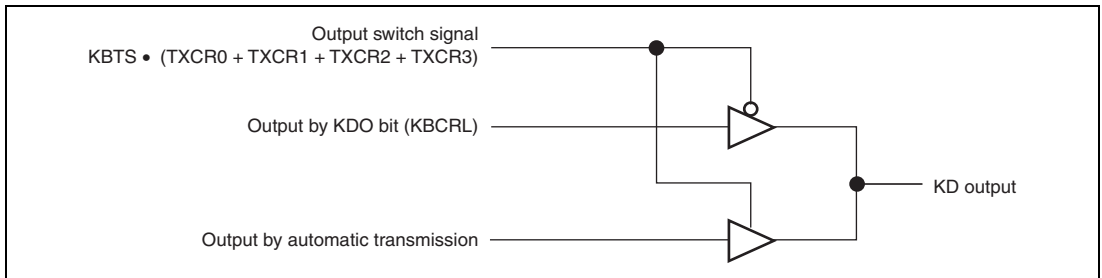 Output switch signal
KBTS • (TXCR0 + TXCR1 + TXCR2 + TXCR3)
Output by KDO bit (KBCRL)
KD output
Output by automatic transmission